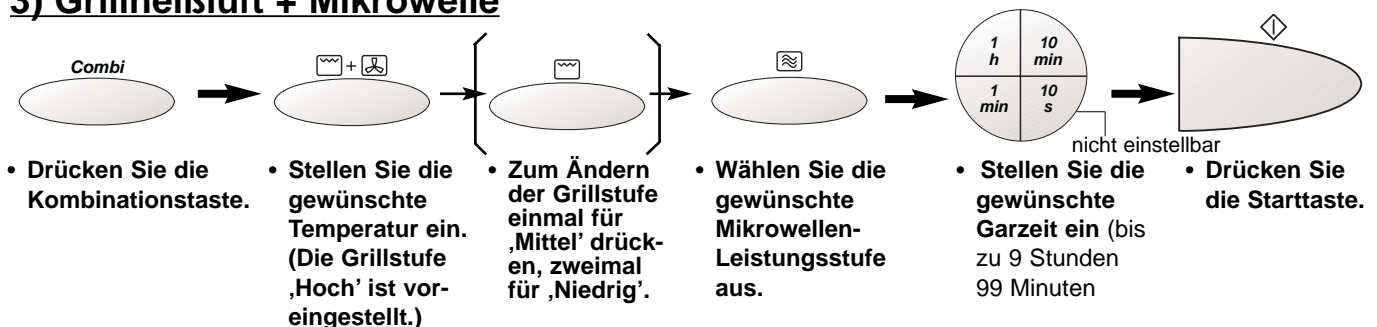 3) Grillheißluft + Mikrowelle
Combi
+
1 h
10 min
1 min
10 s
nicht einstellbar
• Drücken Sie die
Kombinationstaste.
• Stellen Sie die
gewünschte
Temperatur ein.
(Die Grillstufe
‚Hoch’ ist vor-
eingestellt.)
• Zum Ändern
der Grillstufe
einmal für
‚Mittel’ drück-
en, zweimal
für ‚Niedrig’.
• Wählen Sie die
gewünschte
Mikrowellen-
Leistungsstufe
aus.
• Stellen Sie die
gewünschte
Garzeit ein (bis
zu 9 Stunden
99 Minuten
• Drücken Sie
die Starttaste.